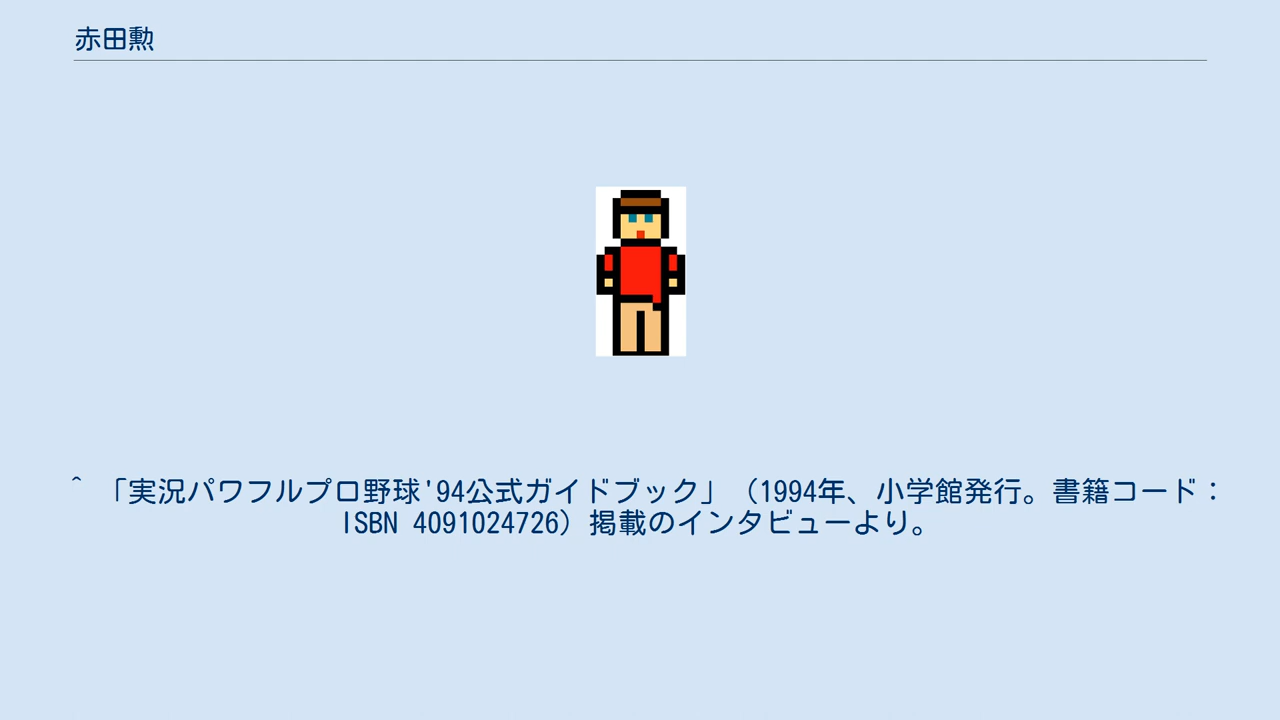 赤田勲
^ 「実況パワフルプロ野球'94公式ガイドブック」（1994年、小学館発行。書籍コード：
ISBN 4091024726）掲載のインタビューより。